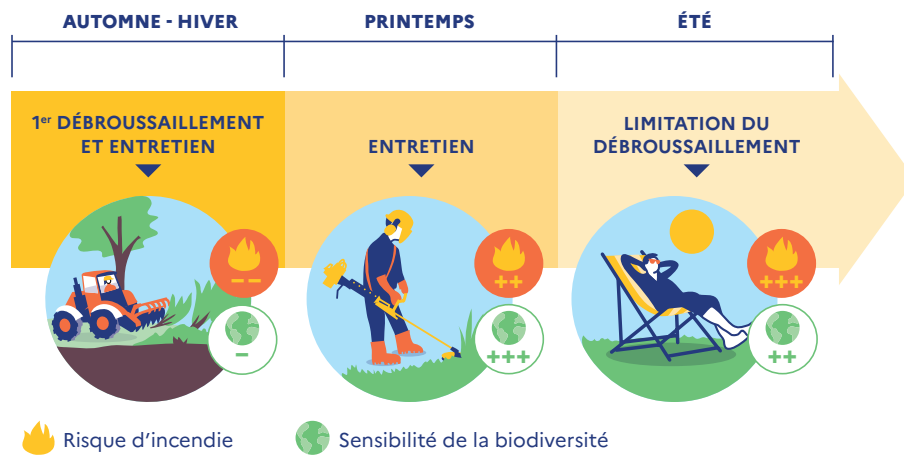 AUTOMNE - HIVER
PRINTEMPS
ÉTÉ
1er DÉBROUSSAILLEMENT
ET ENTRETIEN
ENTRETIEN
LIMITATION DU
DÉBROUSSAILLEMENT
– –
–
++
+++
+++
++
Risque d'incendie
Sensibilité de la biodiversité